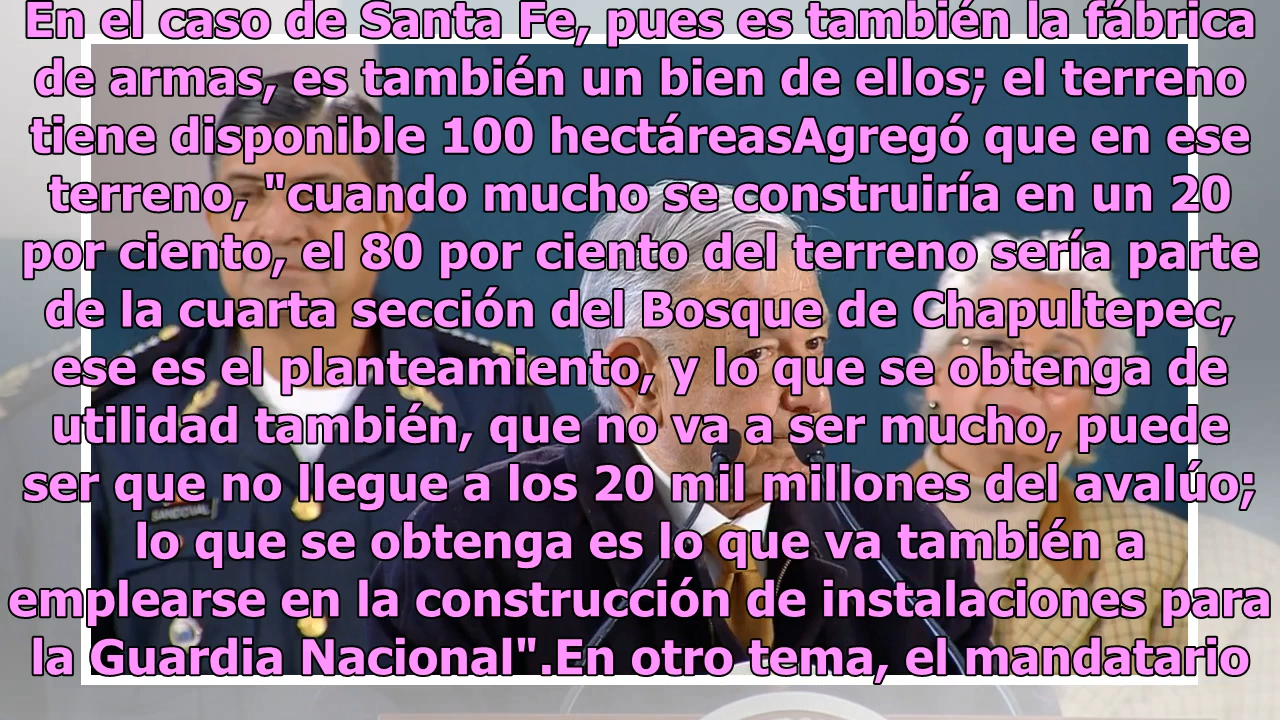 En el caso de Santa Fe, pues es también la fábrica
de armas, es también un bien de ellos; el terreno
tiene disponible 100 hectáreasAgregó que en ese
terreno, "cuando mucho se construiría en un 20
por ciento, el 80 por ciento del terreno sería parte
de la cuarta sección del Bosque de Chapultepec,
ese es el planteamiento, y lo que se obtenga de
utilidad también, que no va a ser mucho, puede
ser que no llegue a los 20 mil millones del avalúo;
lo que se obtenga es lo que va también a
emplearse en la construcción de instalaciones para
la Guardia Nacional".En otro tema, el mandatario
SANDOVAL